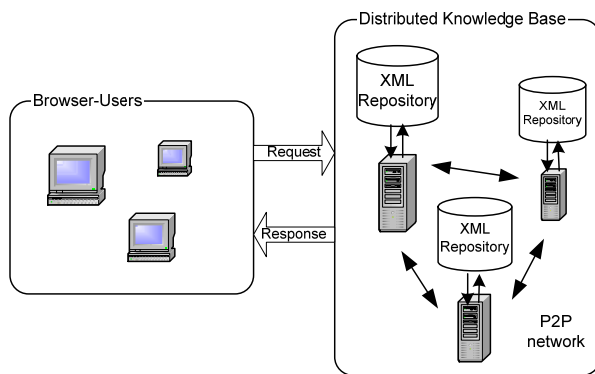 Distributed Knowledge Base
XML
Repository
XML
Repository
Browser-Users
Request
Response
XML
Repository
P2P
network